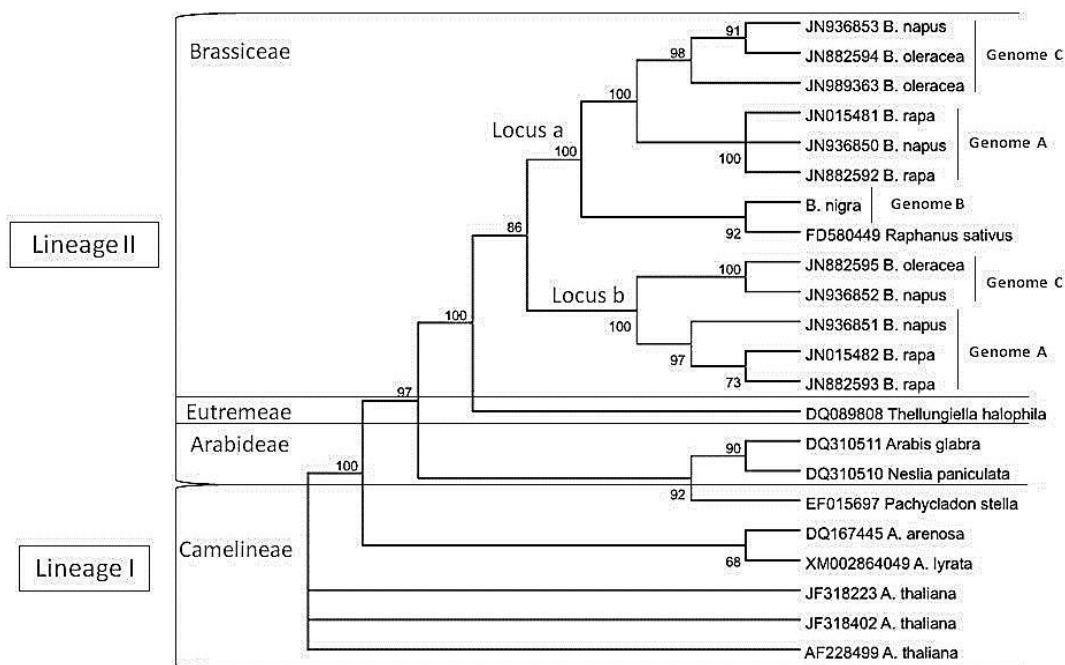 Brassiceae
91
JN936853 B. napus
98
JN882594 B. oleracea
Genome C
JN989363 B. oleracea
100
JN015481 B. rapa
Locus a
JN936850 B. napus
Genome A
100
100
JN882592 B. rapa
B. nigra
Genome B
86
92
FD580449 Raphanus sativus
Lineage II
JN882595 B. oleracea
100
Genome C
Locus b
JN936852 B. napus
100
100
JN936851 B. napus
97
JN015482 B. rapa
Genome A
73
JN882593 B. rapa
97
Eutremeae
DQ089808 Thellungiella halophila
Arabideae
90
DQ310511 Arabis glabra
100
DQ310510 Neslia paniculata
92
EF015697 Pachycladon stella
Camelineae
DQ167445 A. arenosa
Lineage I
68
XM002864049 A. lyrata
JF318223 A. thaliana
JF318402 A. thaliana
AF228499 A. thaliana